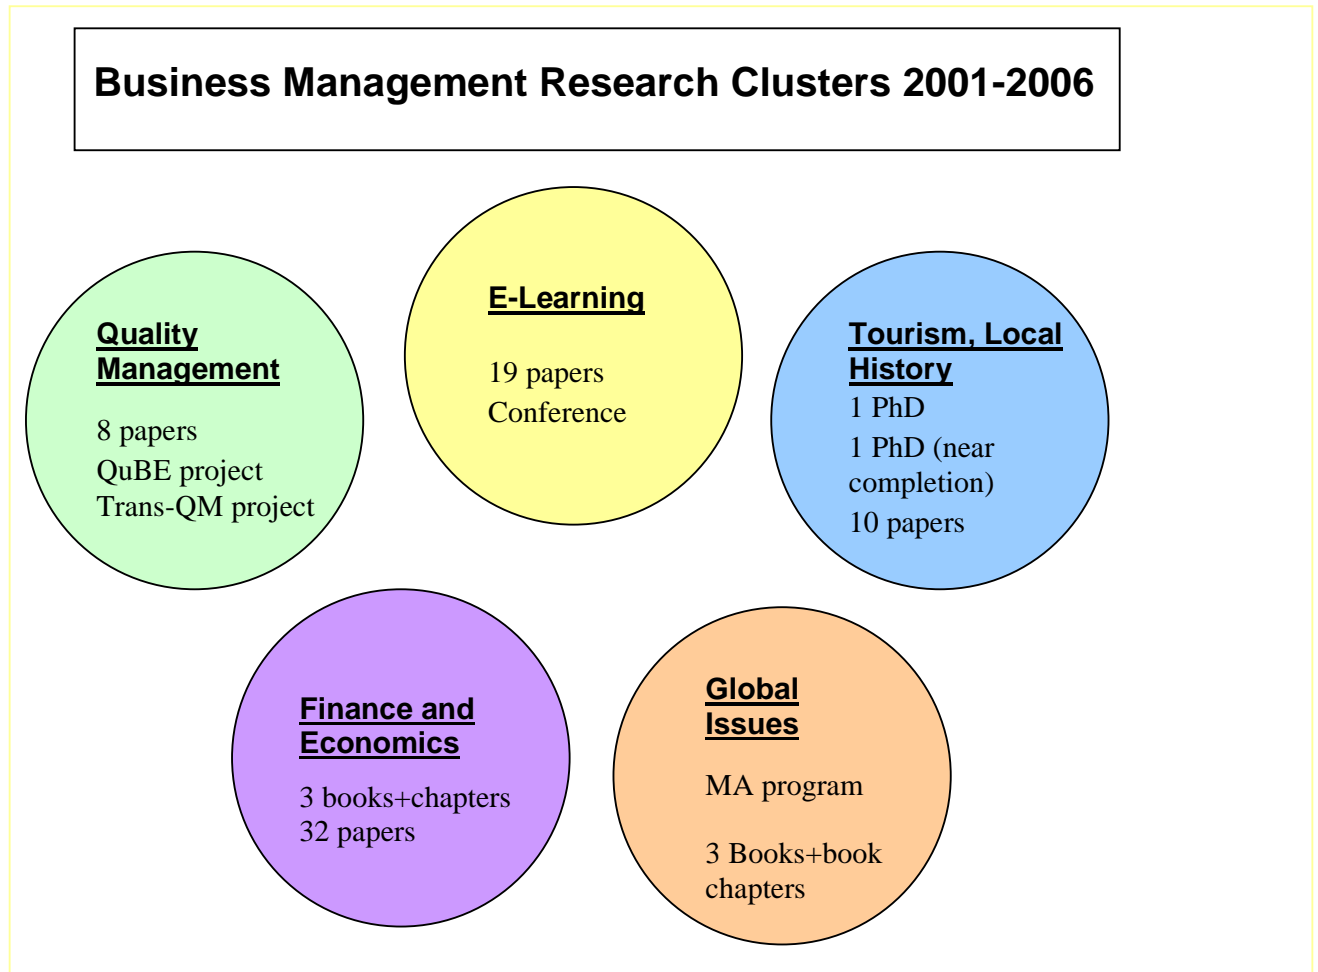 Business Management Research Clusters 2001-2006
Quality
Management
8 papers
QuBE project
Trans-QM project
E-Learning
19 papers
Conference
Tourism, Local
History
1 PhD
1 PhD (near
completion)
10 papers
Finance and
Economics
3 books+chapters
32 papers
Global
Issues
MA program
3 Books+book
chapters